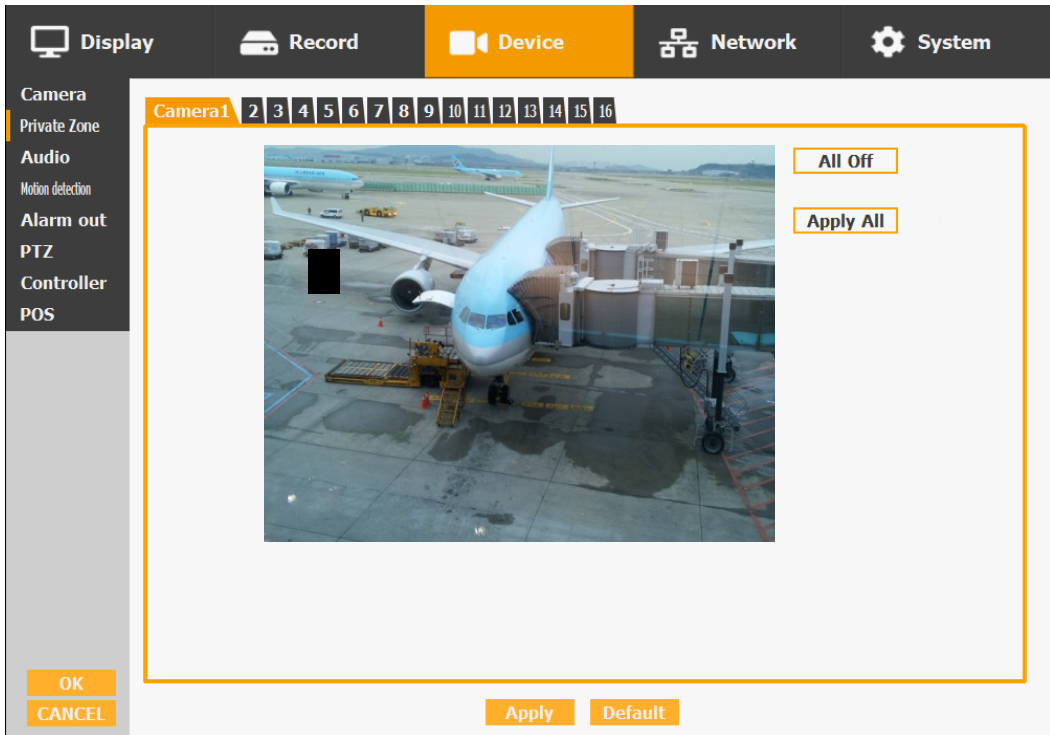 Display Record Device Network System
Camera
Private Zone
Audio
Motion detection
Alarm out
PTZ
Controller
POS
OK
CANCEL
Camera1 2 3 4 5 6 7 8 9 10 11 12 13 14 15 16
All Off
Apply All
Apply Default